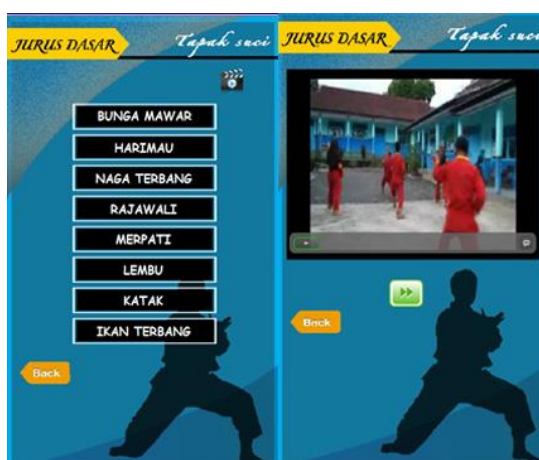 JURUS DASAR
Tapak suci
BUNGA MAWAR
HARIMAU
NAGA TERBANG
RAJAWALI
MERPATI
LEMBU
KATAK
IKAN TERBANG
Back
JURUS DASAR
Tapak suci
Back